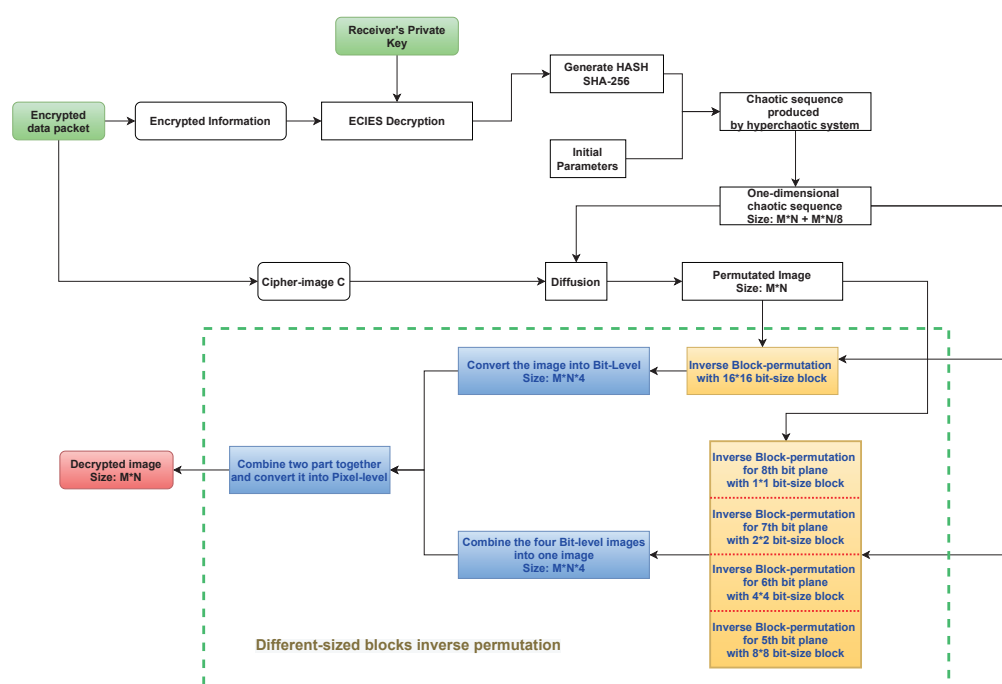 Receiver's Private
Key
Generate HASH
SHA-256
Encrypted
data packet
Encrypted Information
ECIES Decryption
Chaotic sequence
produced
by hyperchaotic system
Initial
Parameters
One-dimensional
chaotic sequence
Size: M*N + M*N/8
Cipher-image C
Diffusion
Permutated Image
Size: M*N
Convert the image into Bit-Level
Size: M*N*4
Inverse Block-permutation
with 16*16 bit-size block
Decrypted image
Size: M*N
Combine two part together
and convert it into Pixel-level
Inverse Block-permutation
for 8th bit plane
with 1*1 bit-size block
Inverse Block-permutation
for 7th bit plane
with 2*2 bit-size block
Combine the four Bit-level images
into one image
Size: M*N*4
Inverse Block-permutation
for 6th bit plane
with 4*4 bit-size block
Inverse Block-permutation
for 5th bit plane
with 8*8 bit-size block
Different-sized blocks inverse permutation